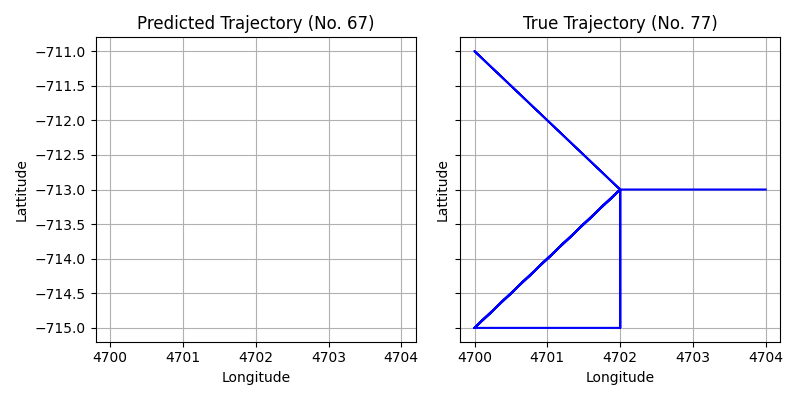 Predicted Trajectory (No. 67)
True Trajectory (No. 77)
−711.0
−711.5
−712.0
−712.5
−713.0
−713.5
−714.0
−714.5
−715.0
Lattitude
Lattitude
4700 4701 4702 4703 4704
4700 4701 4702 4703 4704
Longitude
Longitude